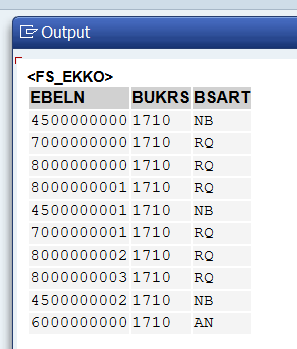 Output
<FS_EKKO>
EBELN BUKRS BSART
4500000000 1710 NB
7000000000 1710 RQ
8000000000 1710 RQ
8000000001 1710 RQ
4500000001 1710 NB
7000000001 1710 RQ
8000000002 1710 RQ
8000000003 1710 RQ
4500000002 1710 NB
6000000000 1710 AN